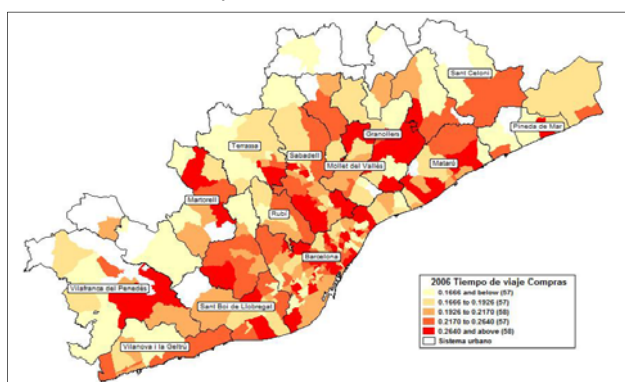 Sant Celoni
Pineda de Mar
Granollers
Terrassa
Sabadell
Mollet del Vallès
Mataró
Martorell
Rubí
Barcelona
Vilafranca del Penedès
Sant Boi de Llobregat
Vilanova i la Geltrú
2006 Tiempo de viaje Compras
0.1666 and below (57)
0.1666 to 0.1926 (57)
0.1926 to 0.2170 (58)
0.2170 to 0.2640 (57)
0.2640 and above (58)
Sistema urbano